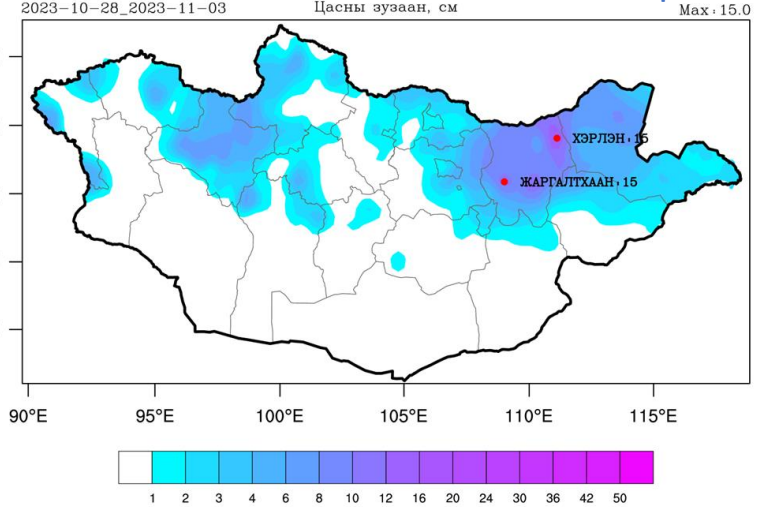 2023-10-28_2023-11-03 Цасны зузаан, см Max:15.0
ХЭРЛЭН:15
ЖАРГАЛТХААН:15
90°E 95°E 100°E 105°E 110°E 115°E
1 2 3 4 6 8 10 12 16 20 24 30 36 42 50